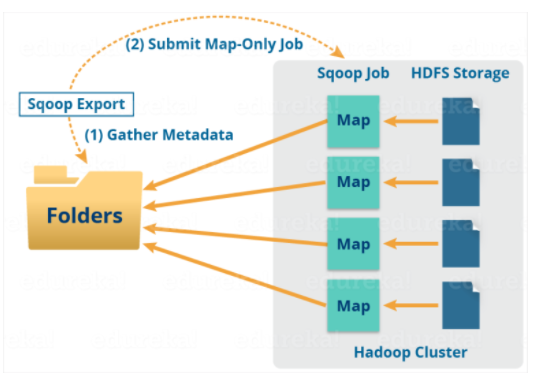 (2) Submit Map-Only Job
Sqoop Job
HDFS Storage
Sqoop Export
(1) Gather Metadata
Map
Folders
Map
Map
Map
Hadoop Cluster
edureka!